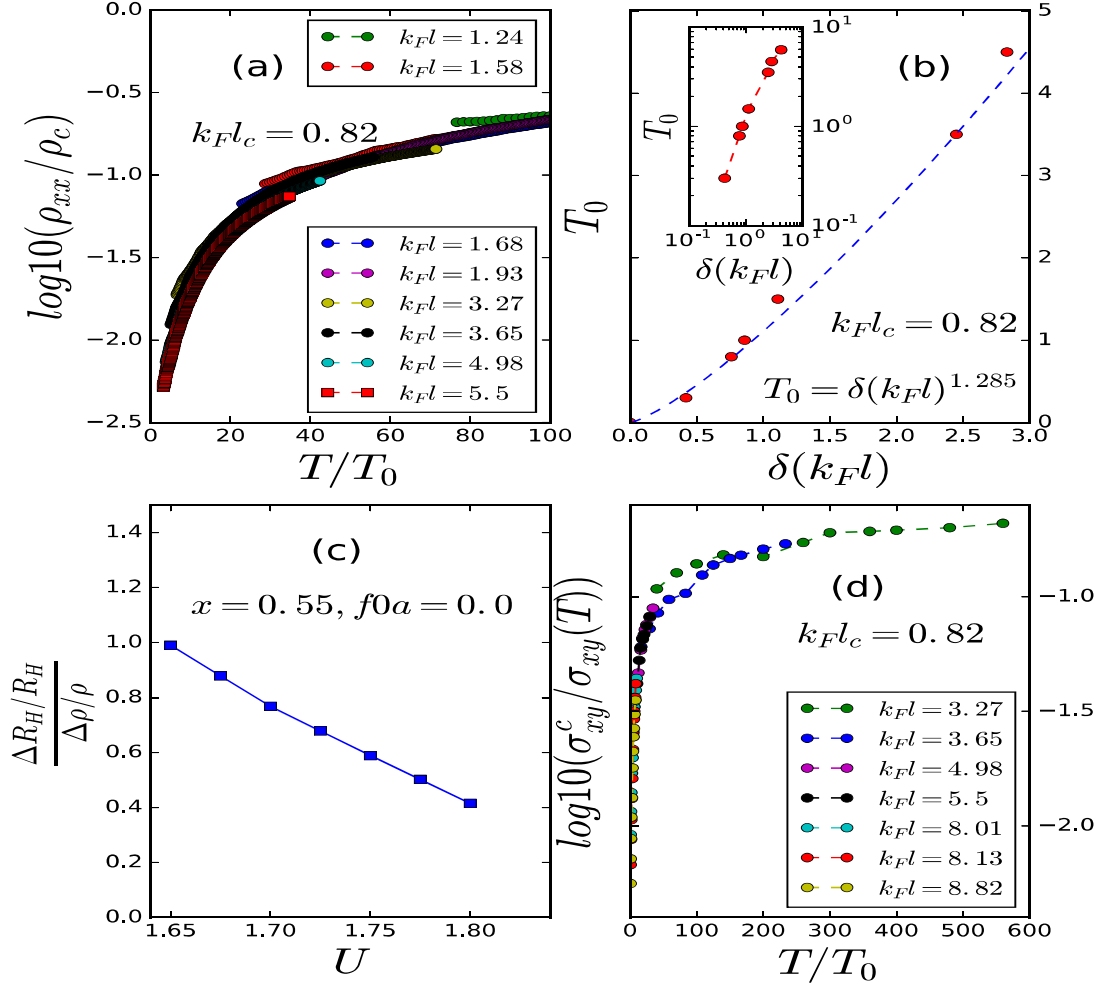 (a)
k_F l = 1.24
k_F l = 1.58
k_F l_c = 0.82
k_F l = 1.68
k_F l = 1.93
k_F l = 3.27
k_F l = 3.65
k_F l = 4.98
k_F l = 5.5
0.0
−0.5
−1.0
−1.5
−2.0
−2.5
log10(ρ_xx/ρ_c)
0 20 40 60 80 100
T/T_0
(b)
10^1
10^0
10^-1
T_0
10^-1 10^0 10^1
δ(k_F l)
k_F l_c = 0.82
T_0 = δ(k_F l)^1.285
5
4
3
2
1
0
T_0
0.0 0.5 1.0 1.5 2.0 2.5 3.0
δ(k_F l)
(c)
x = 0.55, f0a = 0.0
1.4
1.2
1.0
0.8
0.6
0.4
0.2
0.0
ΔR_H/R_H
Δρ/ρ
1.65 1.70 1.75 1.80
U
(d)
k_F l_c = 0.82
k_F l = 3.27
k_F l = 3.65
k_F l = 4.98
k_F l = 5.5
k_F l = 8.01
k_F l = 8.13
k_F l = 8.82
−1.0
−1.5
−2.0
log10(σ^c_xy/σ_xy(T)
0 100 200 300 400 500 600
T/T_0